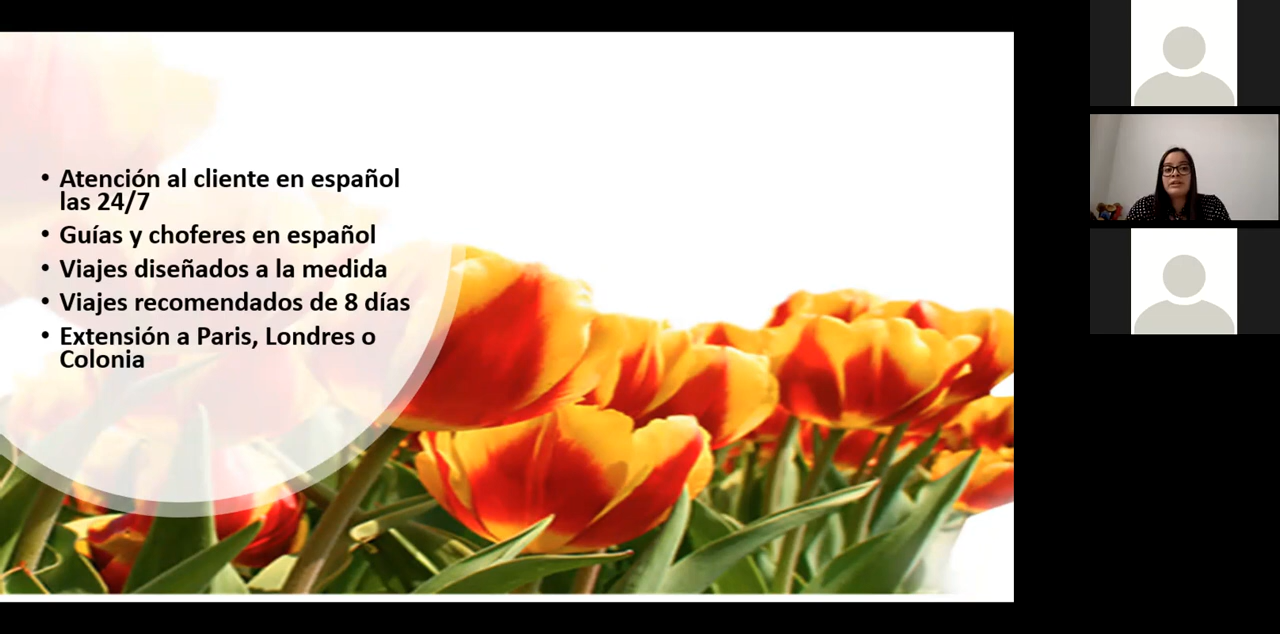 • Atención al cliente en español
las 24/7
• Guías y choferes en español
• Viajes diseñados a la medida
• Viajes recomendados de 8 días
• Extensión a Paris, Londres o
Colonia